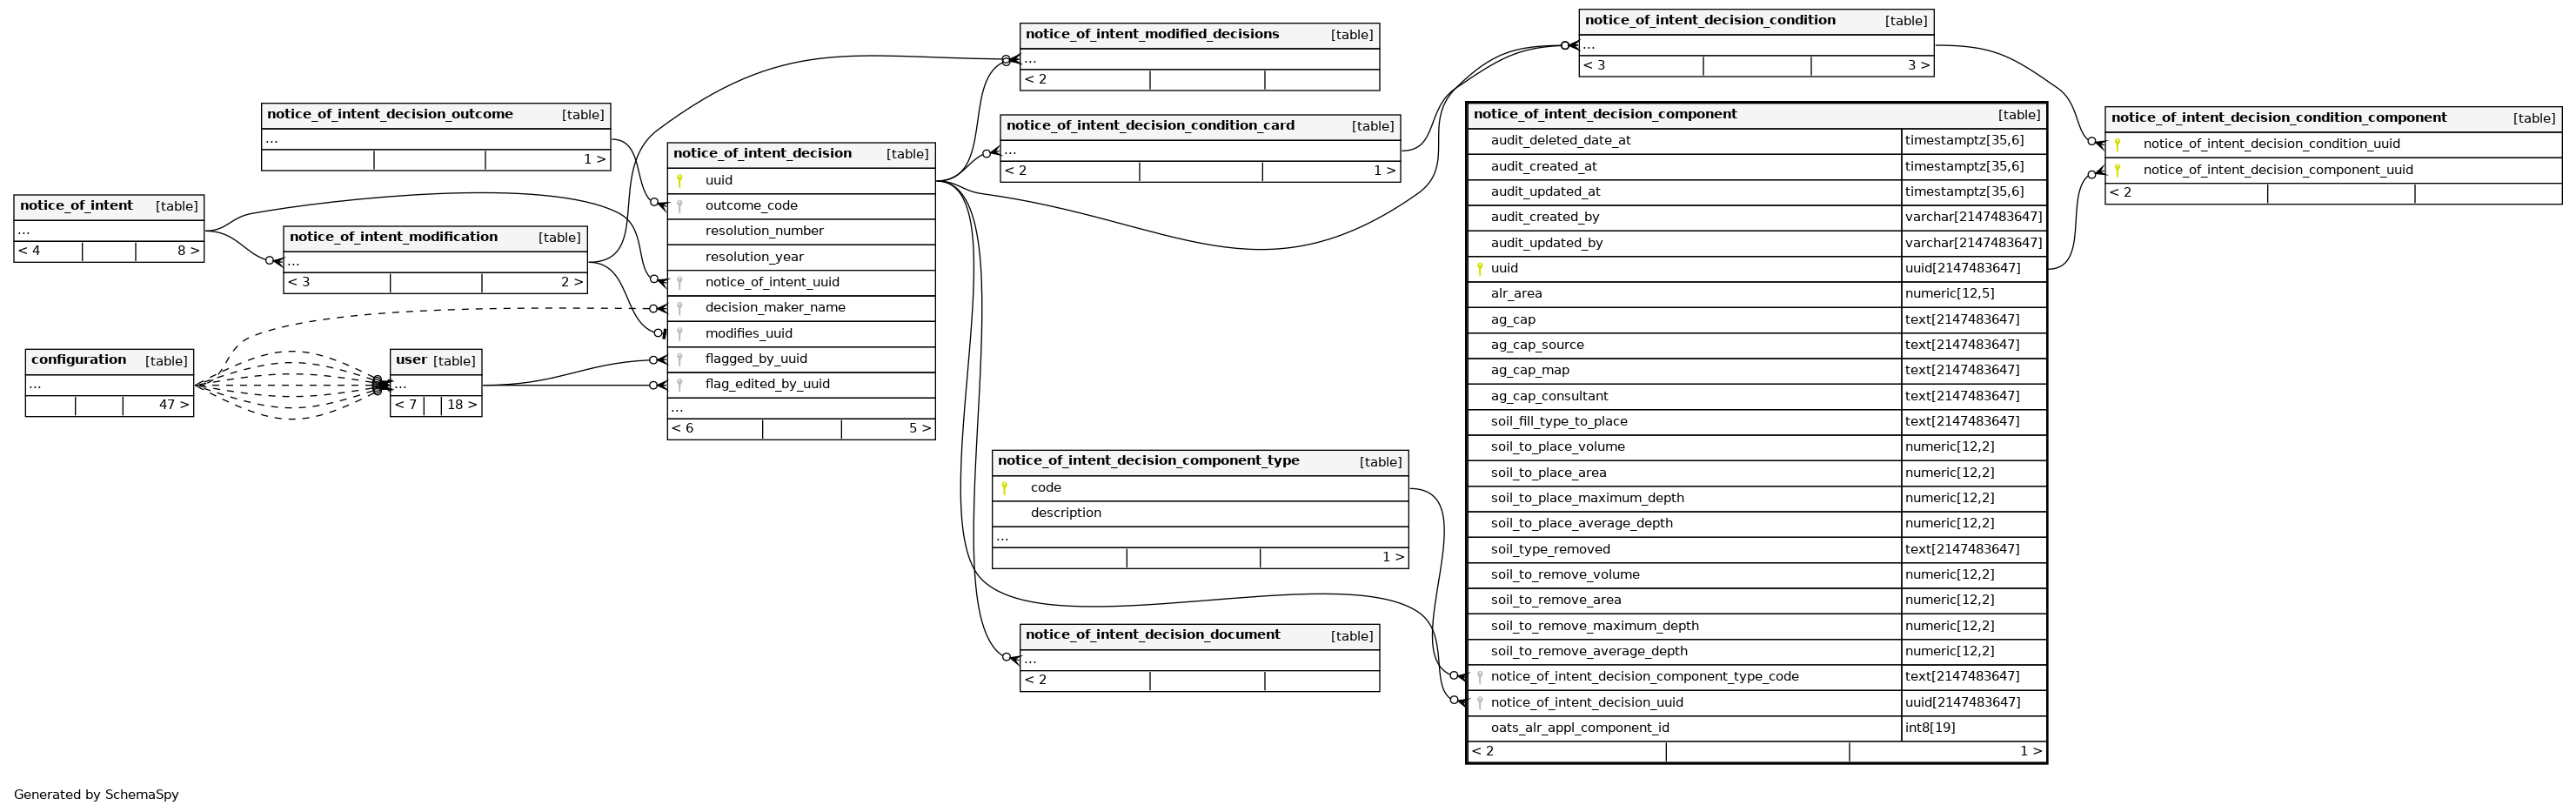 notice_of_intent_decision_outcome [table]
...
1 >
notice_of_intent [table]
...
< 4 8 >
notice_of_intent_modification [table]
...
< 3 2 >
configuration [table]
...
47 >
user [table]
...
< 7 18 >
notice_of_intent_decision [table]
uuid
outcome_code
resolution_number
resolution_year
notice_of_intent_uuid
decision_maker_name
modifies_uuid
flagged_by_uuid
flag_edited_by_uuid
...
< 6 5 >
notice_of_intent_modified_decisions [table]
...
< 2
notice_of_intent_decision_condition_card [table]
...
< 2 1 >
notice_of_intent_decision_component_type [table]
code
description
...
1 >
notice_of_intent_decision_document [table]
...
< 2
notice_of_intent_decision_condition [table]
...
< 3 3 >
notice_of_intent_decision_component [table]
audit_deleted_date_at timestamptz[35,6]
audit_created_at timestamptz[35,6]
audit_updated_at timestamptz[35,6]
audit_created_by varchar[2147483647]
audit_updated_by varchar[2147483647]
uuid uuid[2147483647]
alr_area numeric[12,5]
ag_cap text[2147483647]
ag_cap_source text[2147483647]
ag_cap_map text[2147483647]
ag_cap_consultant text[2147483647]
soil_fill_type_to_place text[2147483647]
soil_to_place_volume numeric[12,2]
soil_to_place_area numeric[12,2]
soil_to_place_maximum_depth numeric[12,2]
soil_to_place_average_depth numeric[12,2]
soil_type_removed text[2147483647]
soil_to_remove_volume numeric[12,2]
soil_to_remove_area numeric[12,2]
soil_to_remove_maximum_depth numeric[12,2]
soil_to_remove_average_depth numeric[12,2]
notice_of_intent_decision_component_type_code text[2147483647]
notice_of_intent_decision_uuid uuid[2147483647]
oats_alr_appl_component_id int8[19]
< 2 1 >
notice_of_intent_decision_condition_component [table]
notice_of_intent_decision_condition_uuid
notice_of_intent_decision_component_uuid
< 2
Generated by SchemaSpy